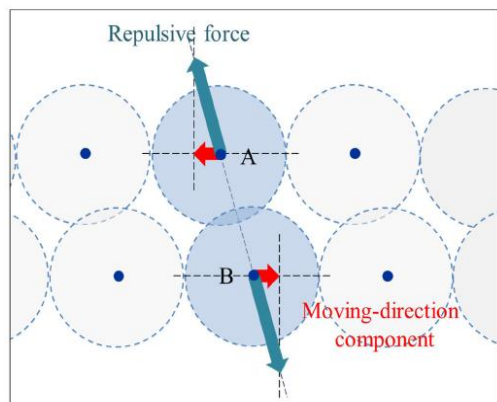 Repulsive force
A
B
Moving-direction
component